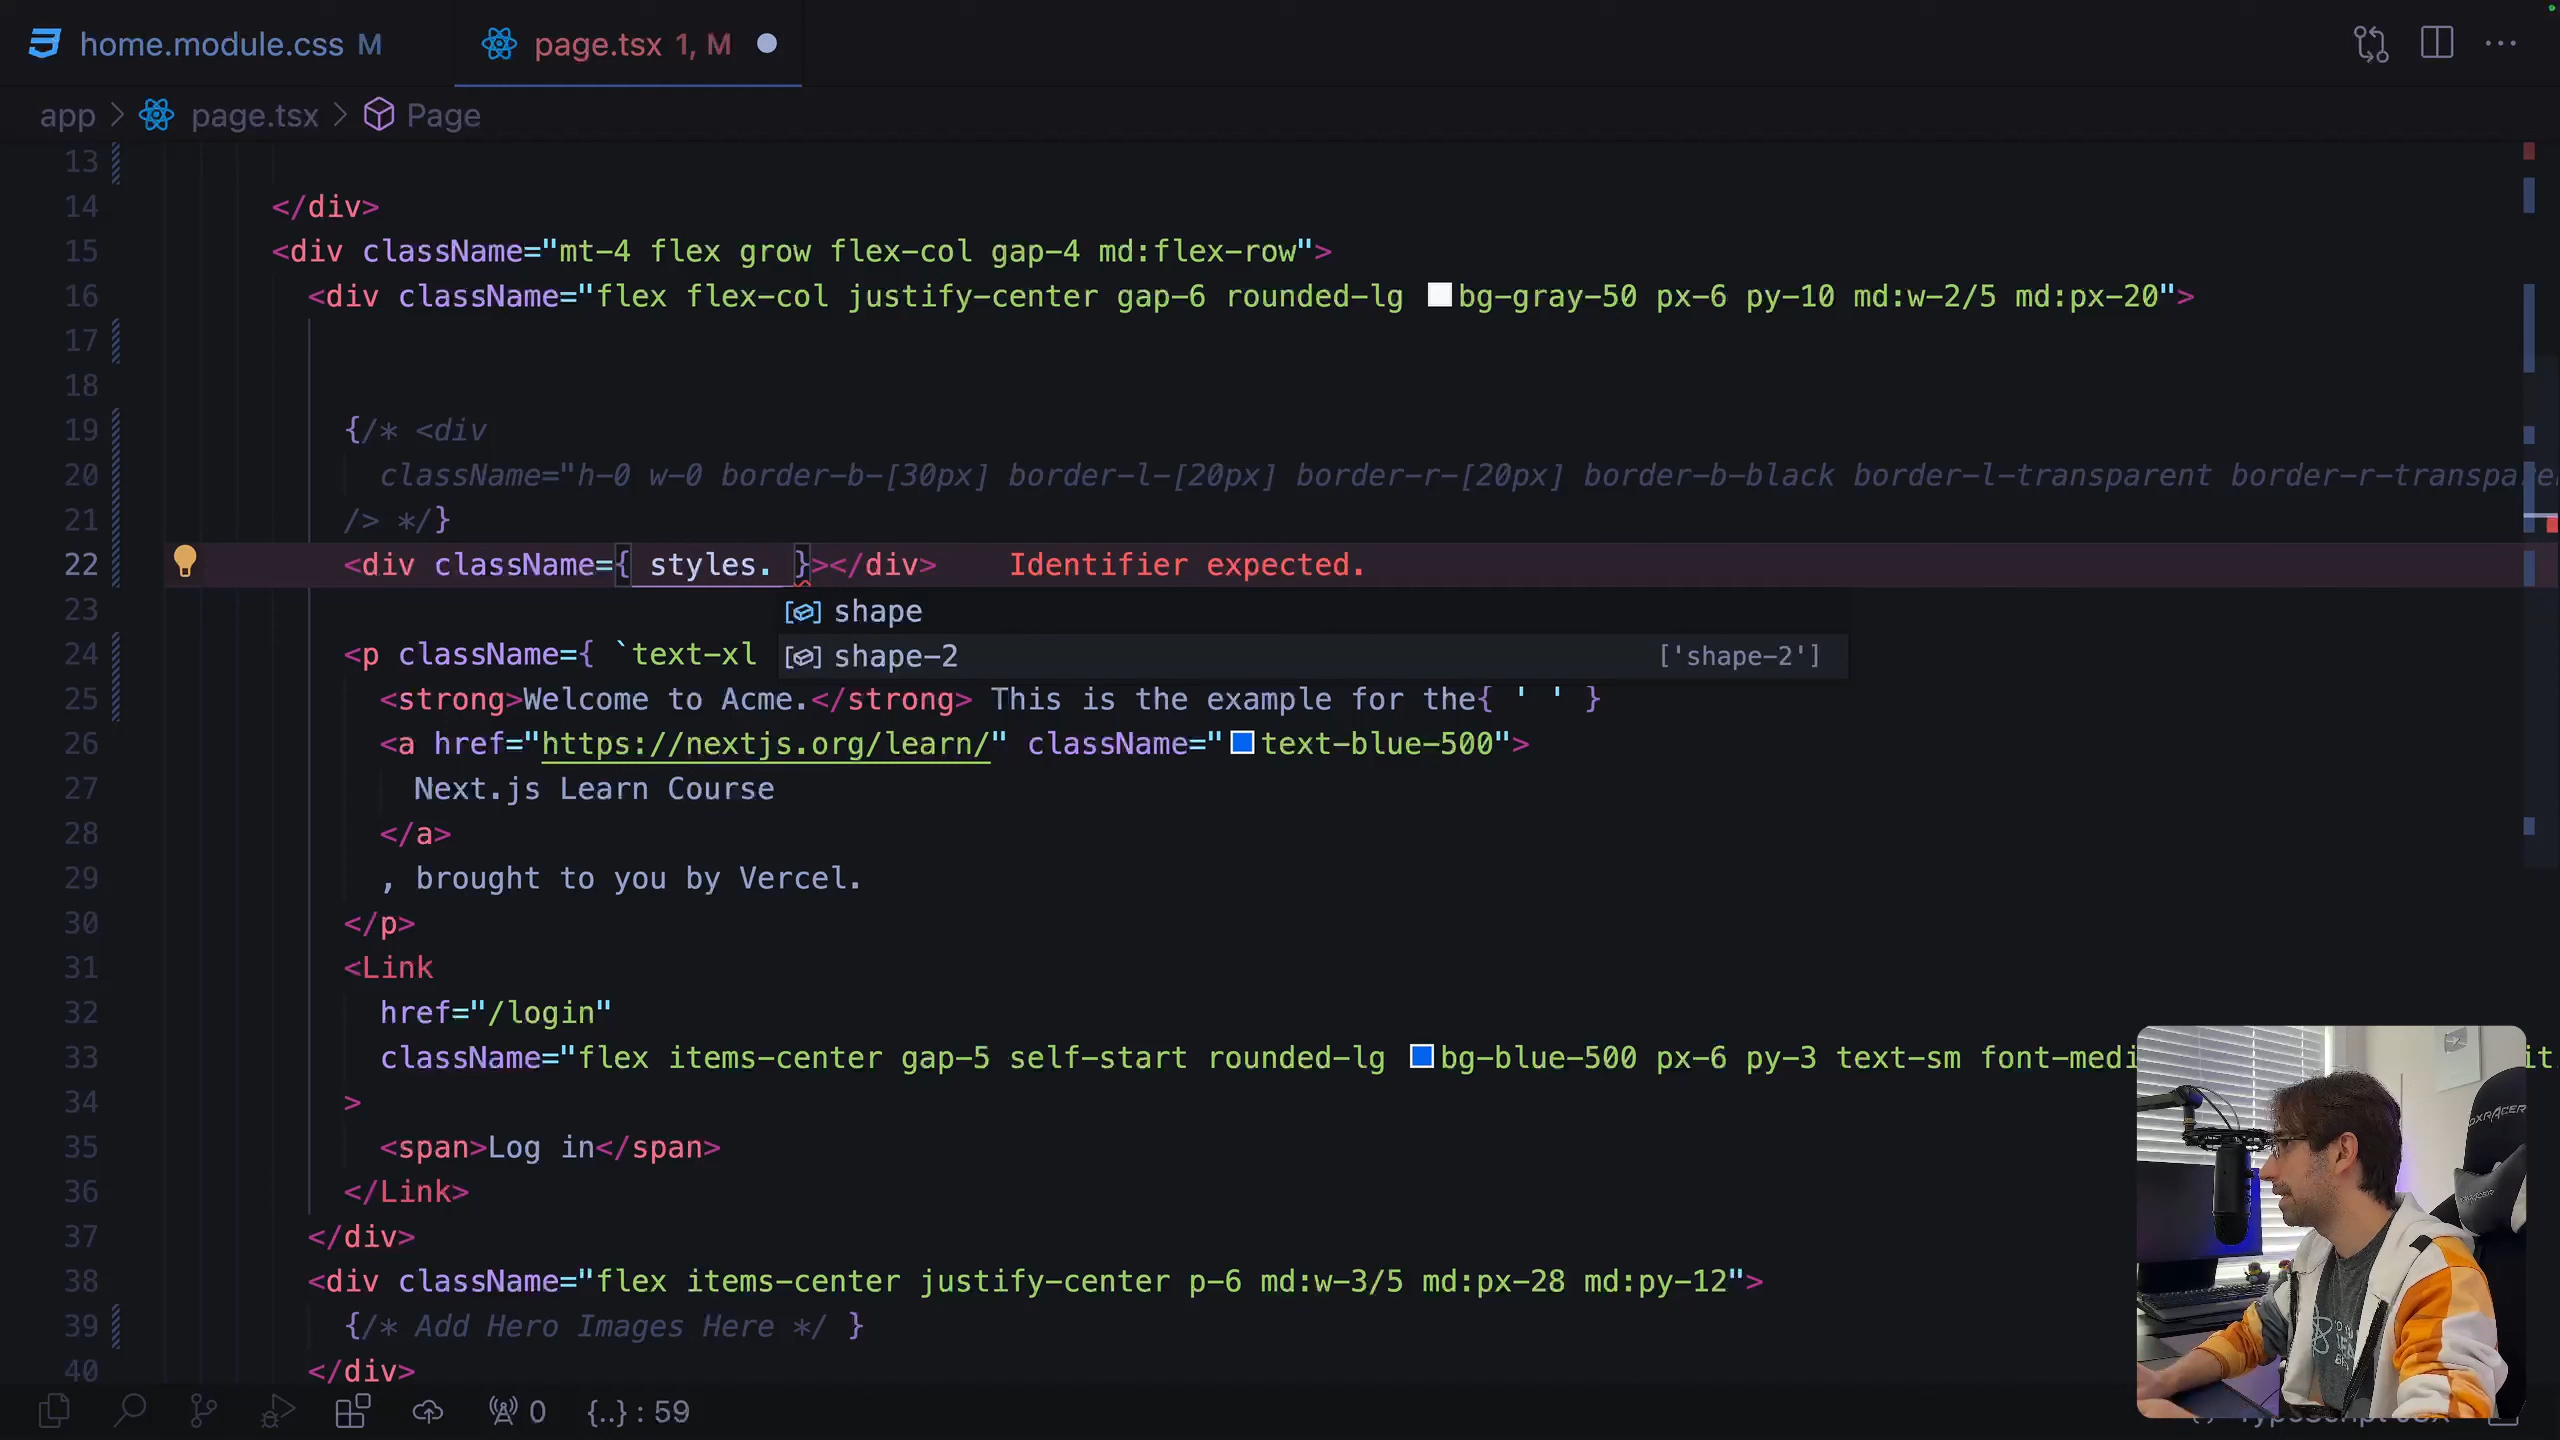 home.module.css M
page.tsx 1, M
app > page.tsx > Page
13
14 </div>
15 <div className="mt-4 flex grow flex-col gap-4 md:flex-row">
16 <div className="flex flex-col justify-center gap-6 rounded-lg bg-gray-50 px-6 py-10 md:w-2/5 md:px-20">
17
18
19 {/* <div
20 className="h-0 w-0 border-b-[30px] border-l-[20px] border-r-[20px] border-b-black border-l-transparent border-r-transpare
21 /> */}
22 <div className={ styles. }></div> Identifier expected.
shape
23
24 <p className={ `text-xl
shape-2 ['shape-2']
25 <strong>Welcome to Acme.</strong> This is the example for the{ ' ' }
26 <a href="https://nextjs.org/learn/" className="text-blue-500">
27 Next.js Learn Course
28 </a>
29 , brought to you by Vercel.
30 </p>
31 <Link
32 href="/login"
33 className="flex items-center gap-5 self-start rounded-lg bg-blue-500 px-6 py-3 text-sm font-medi
34 >
35 <span>Log in</span>
36 </Link>
37 </div>
38 <div className="flex items-center justify-center p-6 md:w-3/5 md:px-28 md:py-12">
39 {/* Add Hero Images Here */ }
40 </div>
0 {..} : 59